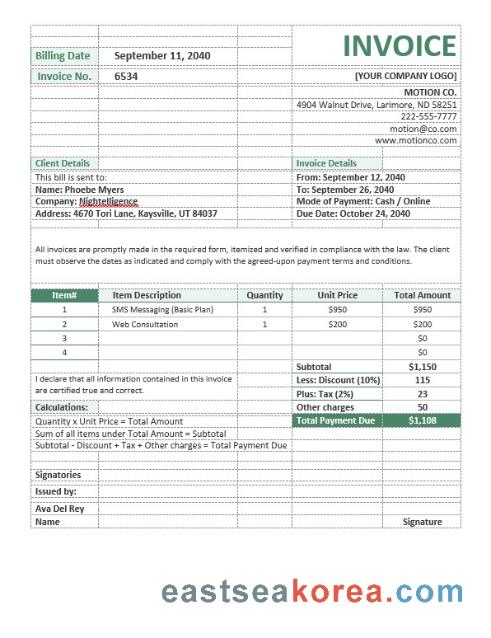 INVOICE
Billing Date September 11, 2040
Invoice No. 6534 [YOUR COMPANY LOGO]
MOTION CO.
4904 Walnut Drive, Larimore, ND 58251
222-555-7777
motion@co.com
www.motionco.com
Client Details Invoice Details
This bill is sent to: From: September 12, 2040
Name: Phoebe Myers To: September 26, 2040
Company: Nightelligence Mode of Payment: Cash / Online
Address: 4670 Tori Lane, Kaysville, UT 84037 Due Date: October 24, 2040
All invoices are promptly made in the required form, itemized and verified in compliance with the law. The client
must observe the dates as indicated and comply with the agreed-upon payment terms and conditions.
Item# Item Description Quantity Unit Price Total Amount
1 SMS Messaging (Basic Plan) 1 $950 $950
2 Web Consultation 1 $200 $200
3 $0
4 $0
Subtotal $1,150
I declare that all information contained in this invoice
are certified true and correct.
Less: Discount (10%) 115
Plus: Tax (2%) 23
Calculations: Other charges 50
Quantity x Unit Price = Total Amount Total Payment Due $1,108
Sum of all items under Total Amount = Subtotal
Subtotal - Discount + Tax + Other charges = Total Payment Due
Signatories
Issued by:
Ava Del Rey
Name Signature
eastseakorea.com